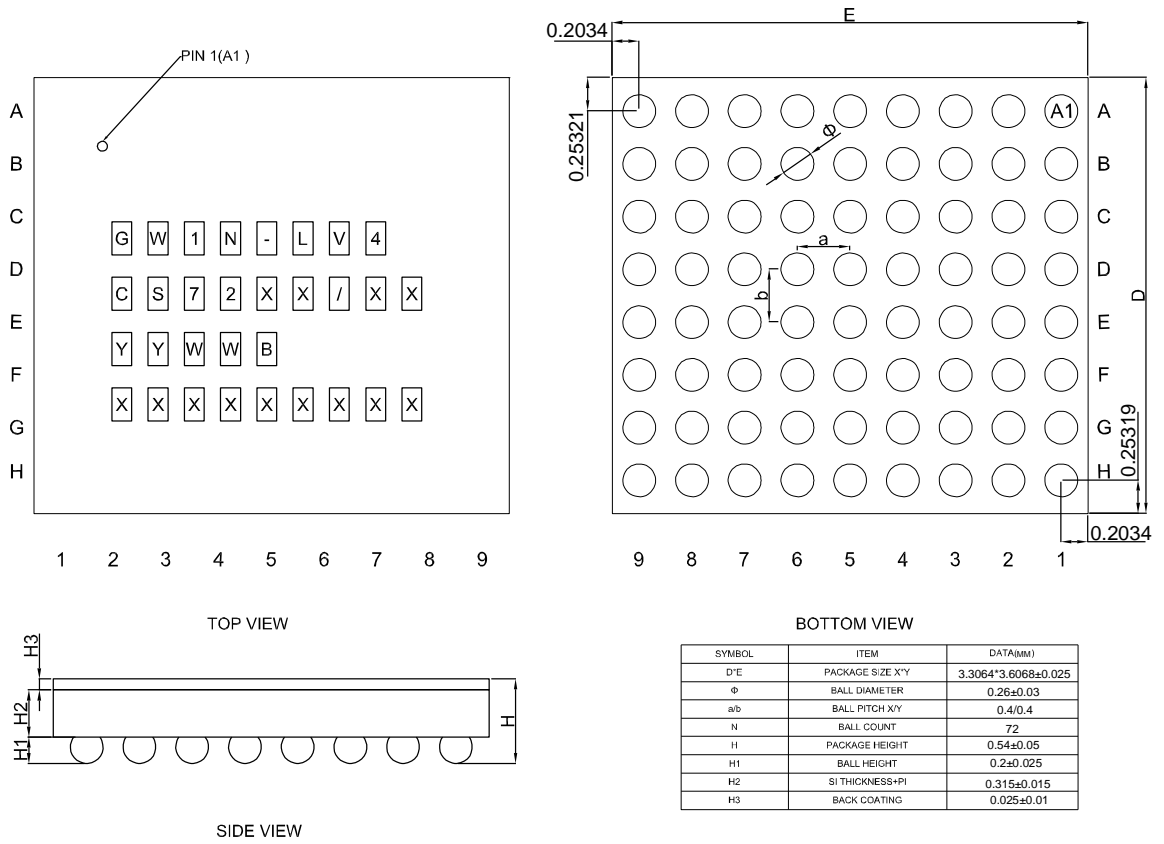 PIN 1(A1 )
A
B
C
D
E
F
G
H
G W 1 N - L V 4
C S 7 2 X X / X X
Y Y W W B
X X X X X X X X X
1 2 3 4 5 6 7 8 9
TOP VIEW
E
0.2034
0.25321
A1
Φ
a
b
A
B
C
D
E
F
G
H
D
0.25319
0.2034
9 8 7 6 5 4 3 2 1
BOTTOM VIEW
H3
H2
H1
H
SIDE VIEW
SYMBOL ITEM DATA(MM)
D*E PACKAGE SIZE X*Y 3.3064*3.6068±0.025
Φ BALL DIAMETER 0.26±0.03
a/b BALL PITCH X/Y 0.4/0.4
N BALL COUNT 72
H PACKAGE HEIGHT 0.54±0.05
H1 BALL HEIGHT 0.2±0.025
H2 SI THICKNESS+PI 0.315±0.015
H3 BACK COATING 0.025±0.01